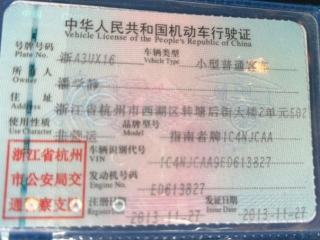 中华人民共和国机动车行驶证
Vehicle License of the People's Republic of China
号牌号码 浙A3UX16 车辆类型 小型普通客车
Plate No. Vehicle Type
所有人
Owner
住址 浙江省杭州市西湖区转塘后街大楼2单元502
Address
使用性质 非营运 品牌型号 指南者牌1C4NJCAA
Use Character Model
浙江省杭州
市公安局交
通警察支队
车辆识别代号 1C4NJCAA9ED613827
VIN
发动机号码 ED613827
Engine No.
注册日期 2013-11-27 发证日期 2013-11-27
Issue Date